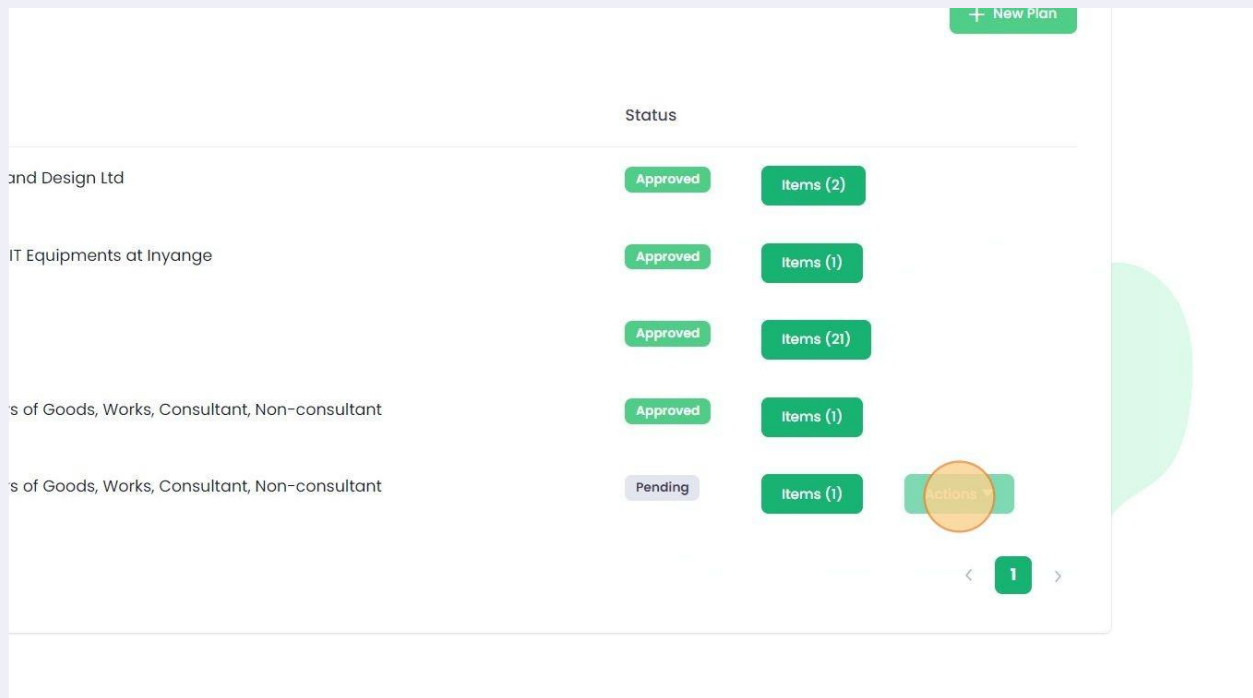 New Plan
Status
and Design Ltd Approved Items (2)
IT Equipments at Inyange Approved Items (1)
Approved Items (21)
s of Goods, Works, Consultant, Non-consultant Approved Items (1)
s of Goods, Works, Consultant, Non-consultant Pending Items (1) Actions
1